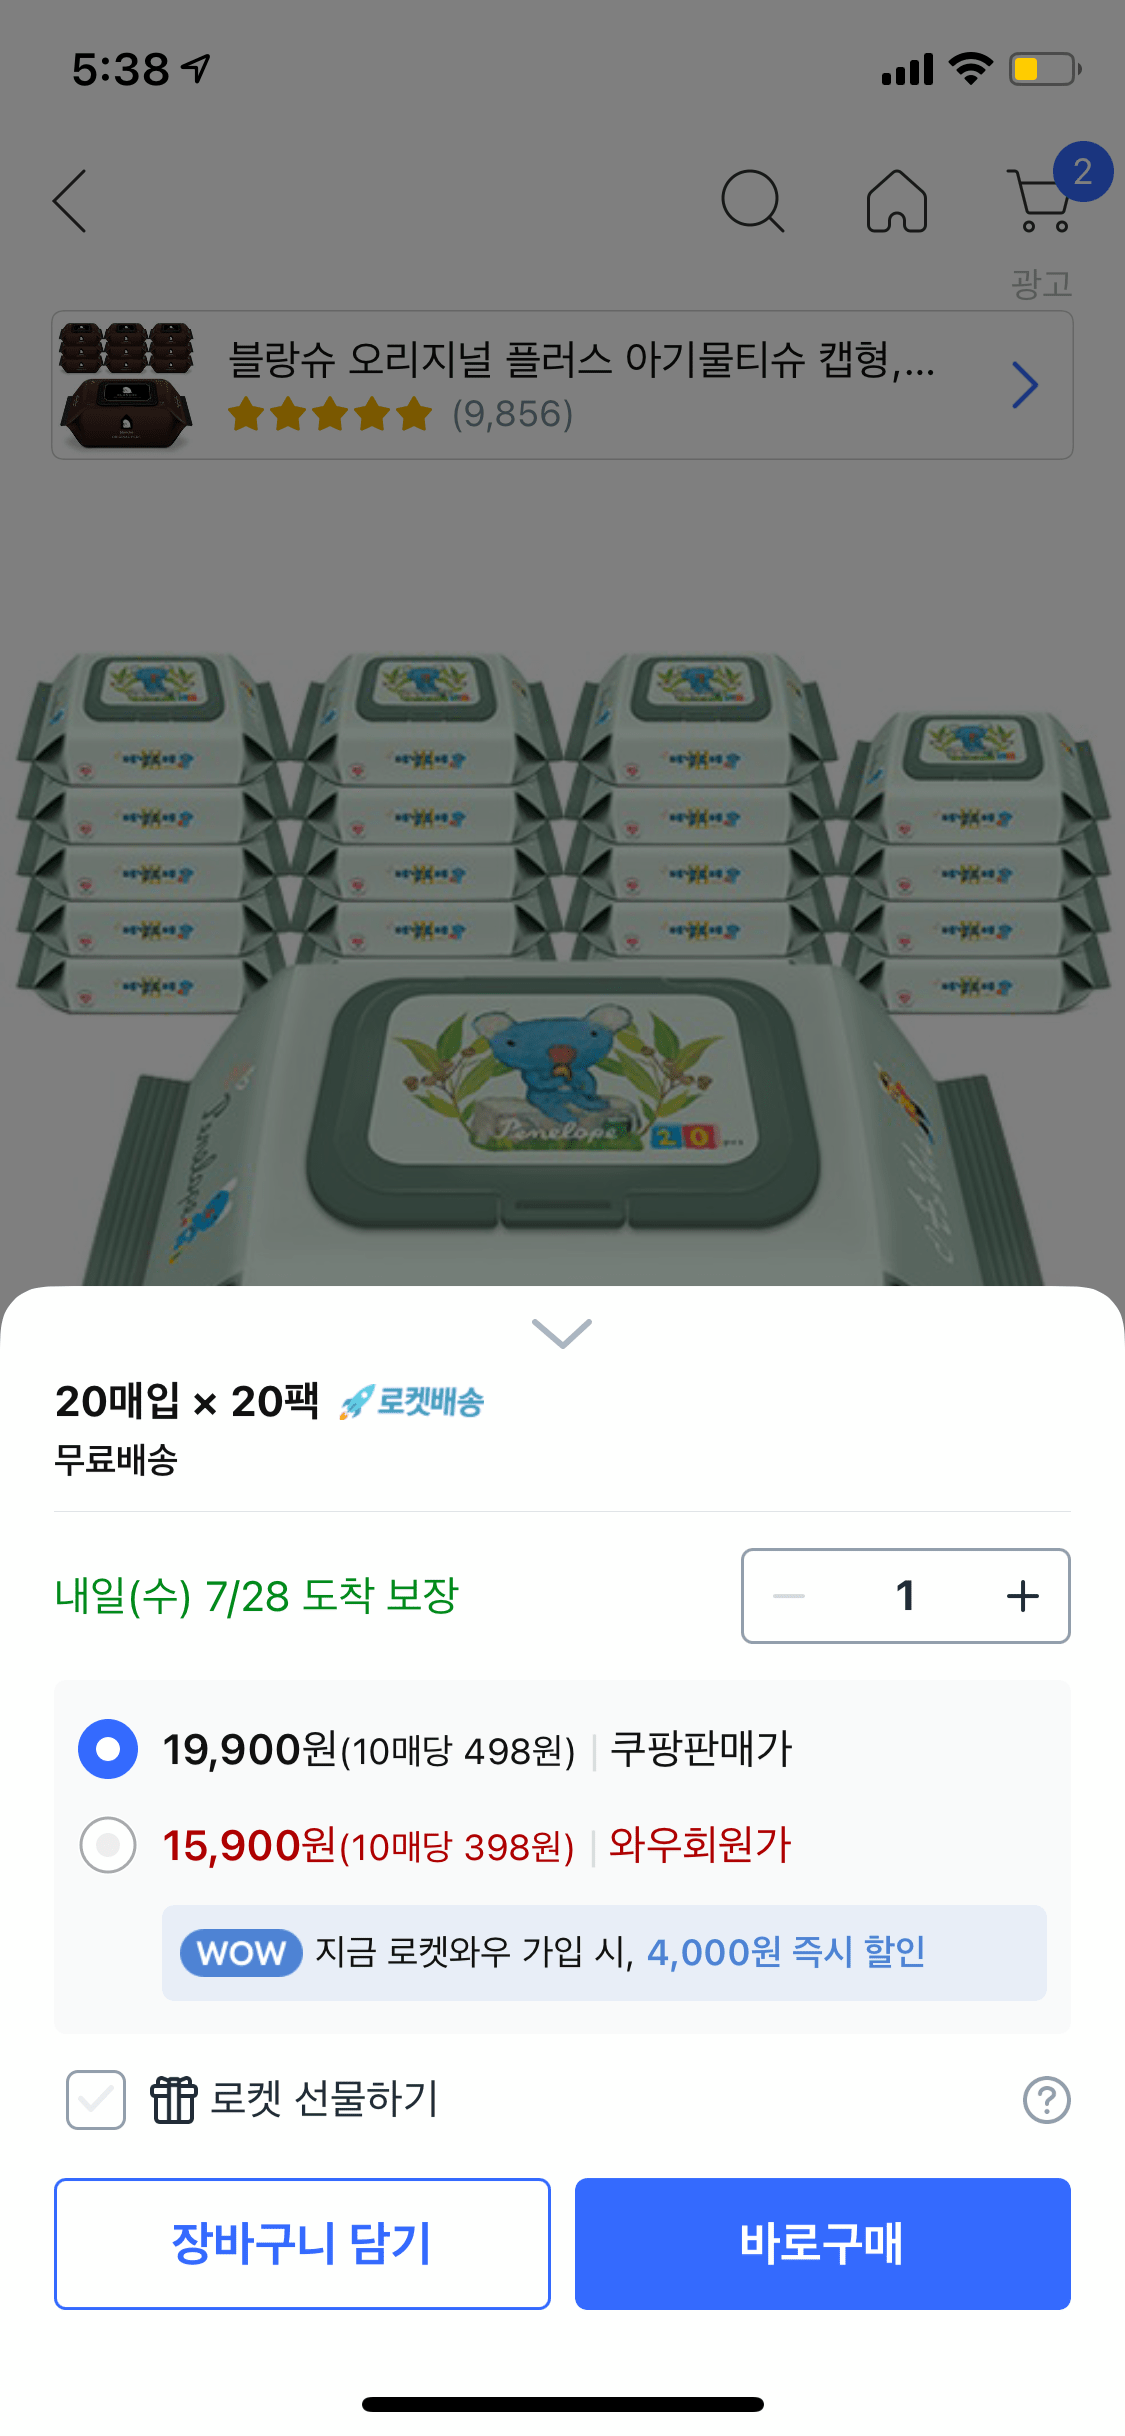 5:38
2
광고
블랑슈 오리지널 플러스 아기물티슈 캡형,...
(9,856)
Penelope
20
20매입 × 20팩 로켓배송
무료배송
내일(수) 7/28 도착 보장
1
19,900원(10매당 498원) | 쿠팡판매가
15,900원(10매당 398원) | 와우회원가
WOW 지금 로켓와우 가입 시, 4,000원 즉시 할인
로켓 선물하기
?
장바구니 담기
바로구매